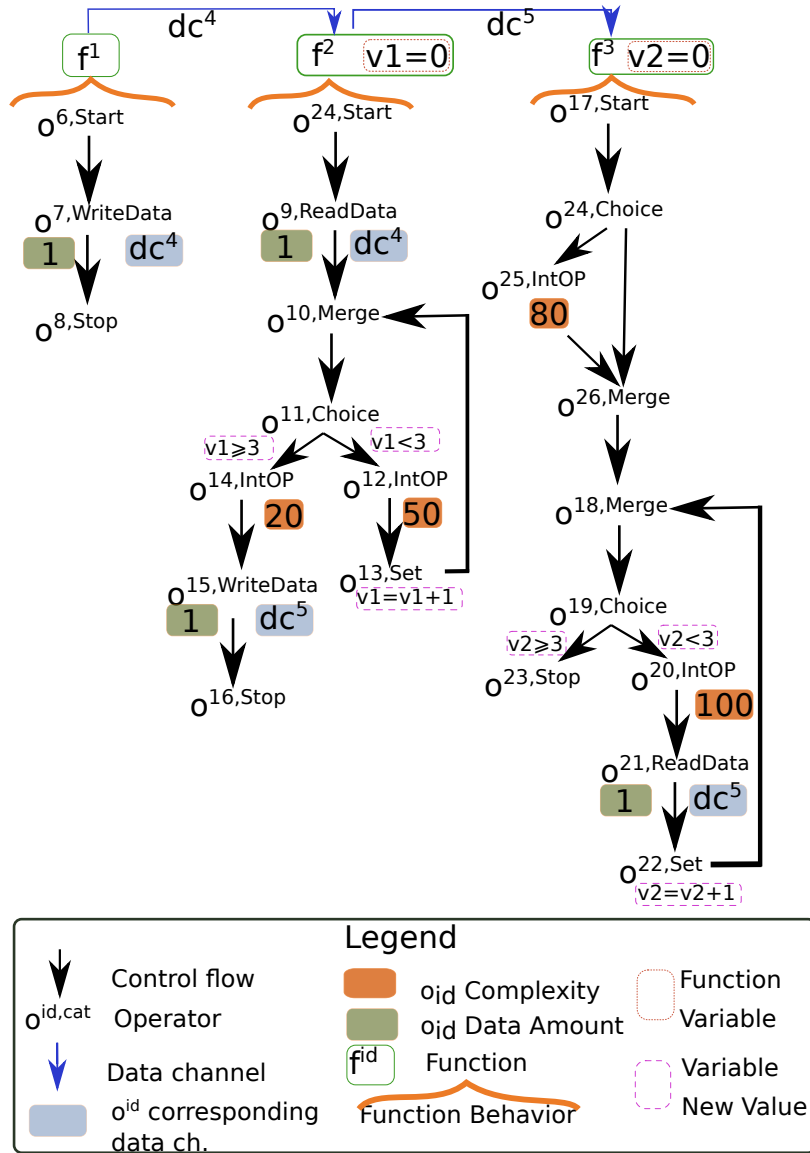 dc⁴ dc⁵
f¹ f² v1=0 f³ v2=0
o⁶,Start o²⁴,Start o¹⁷,Start
o⁷,WriteData o⁹,ReadData o²⁴,Choice
1 dc⁴ 1 dc⁴
o²⁵,IntOP
80
o⁸,Stop o¹⁰,Merge
o¹¹,Choice o²⁶,Merge
v1⩾3 v1<3
o¹⁴,IntOP o¹²,IntOP
20 50 o¹⁸,Merge
o¹⁵,WriteData o¹³,Set
v1=v1+1
1 dc⁵ o¹⁹,Choice
v2⩾3 v2<3
o¹⁶,Stop o²³,Stop o²⁰,IntOP
100
o²¹,ReadData
1 dc⁵
o²²,Set
v2=v2+1
Legend
Control flow
o^id,cat Operator
Data channel
o^id corresponding
data ch.
o_id Complexity
o_id Data Amount
f^id Function
Function Behavior
Function
Variable
Variable
New Value